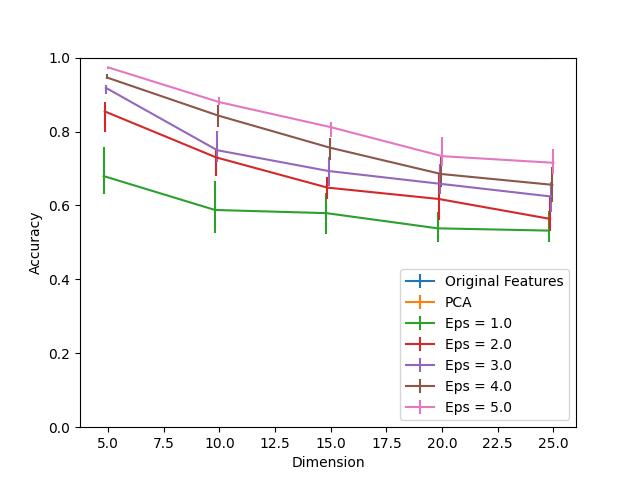 1.0
0.8
0.6
0.4
0.2
0.0
Accuracy
5.0 7.5 10.0 12.5 15.0 17.5 20.0 22.5 25.0
Dimension
Original Features
PCA
Eps = 1.0
Eps = 2.0
Eps = 3.0
Eps = 4.0
Eps = 5.0